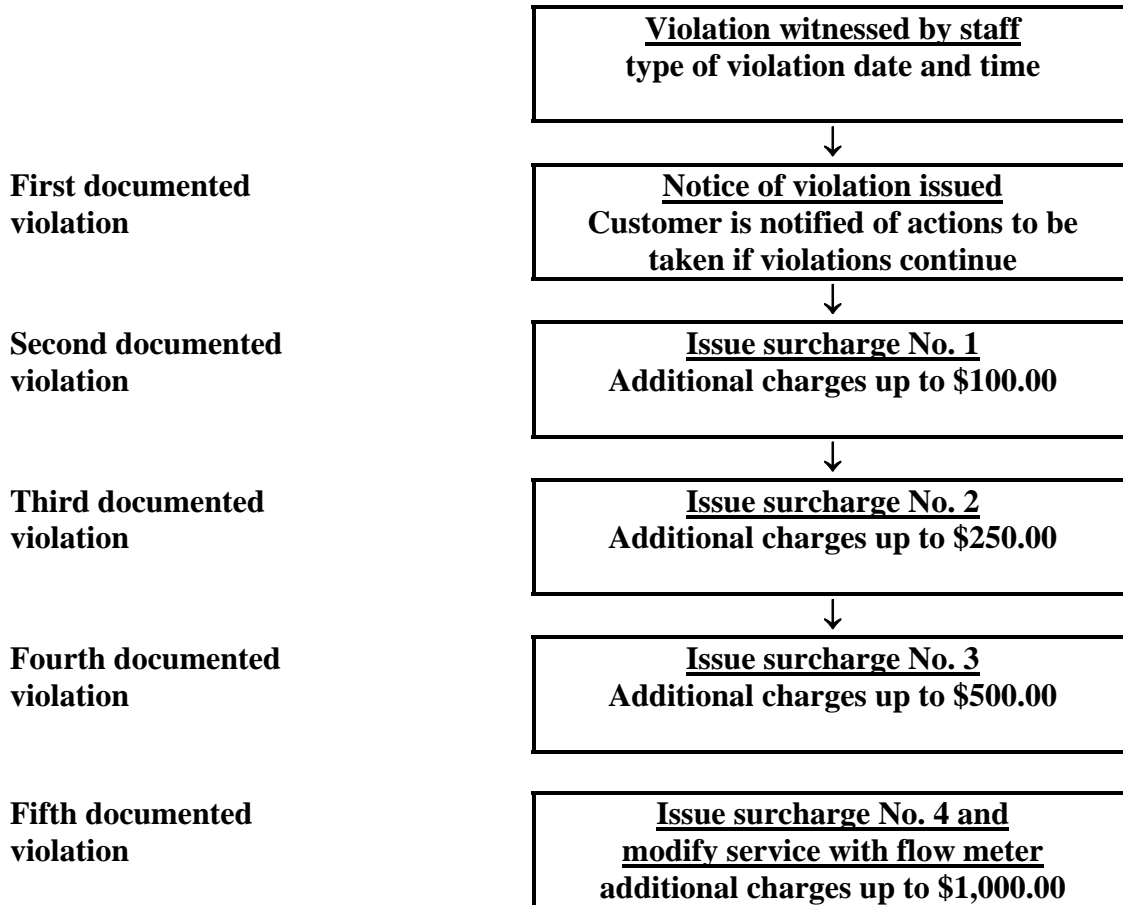 Violation witnessed by staff
type of violation date and time
↓
First documented
violation
Notice of violation issued
Customer is notified of actions to be
taken if violations continue
↓
Second documented
violation
Issue surcharge No. 1
Additional charges up to $100.00
↓
Third documented
violation
Issue surcharge No. 2
Additional charges up to $250.00
↓
Fourth documented
violation
Issue surcharge No. 3
Additional charges up to $500.00
Fifth documented
violation
Issue surcharge No. 4 and
modify service with flow meter
additional charges up to $1,000.00